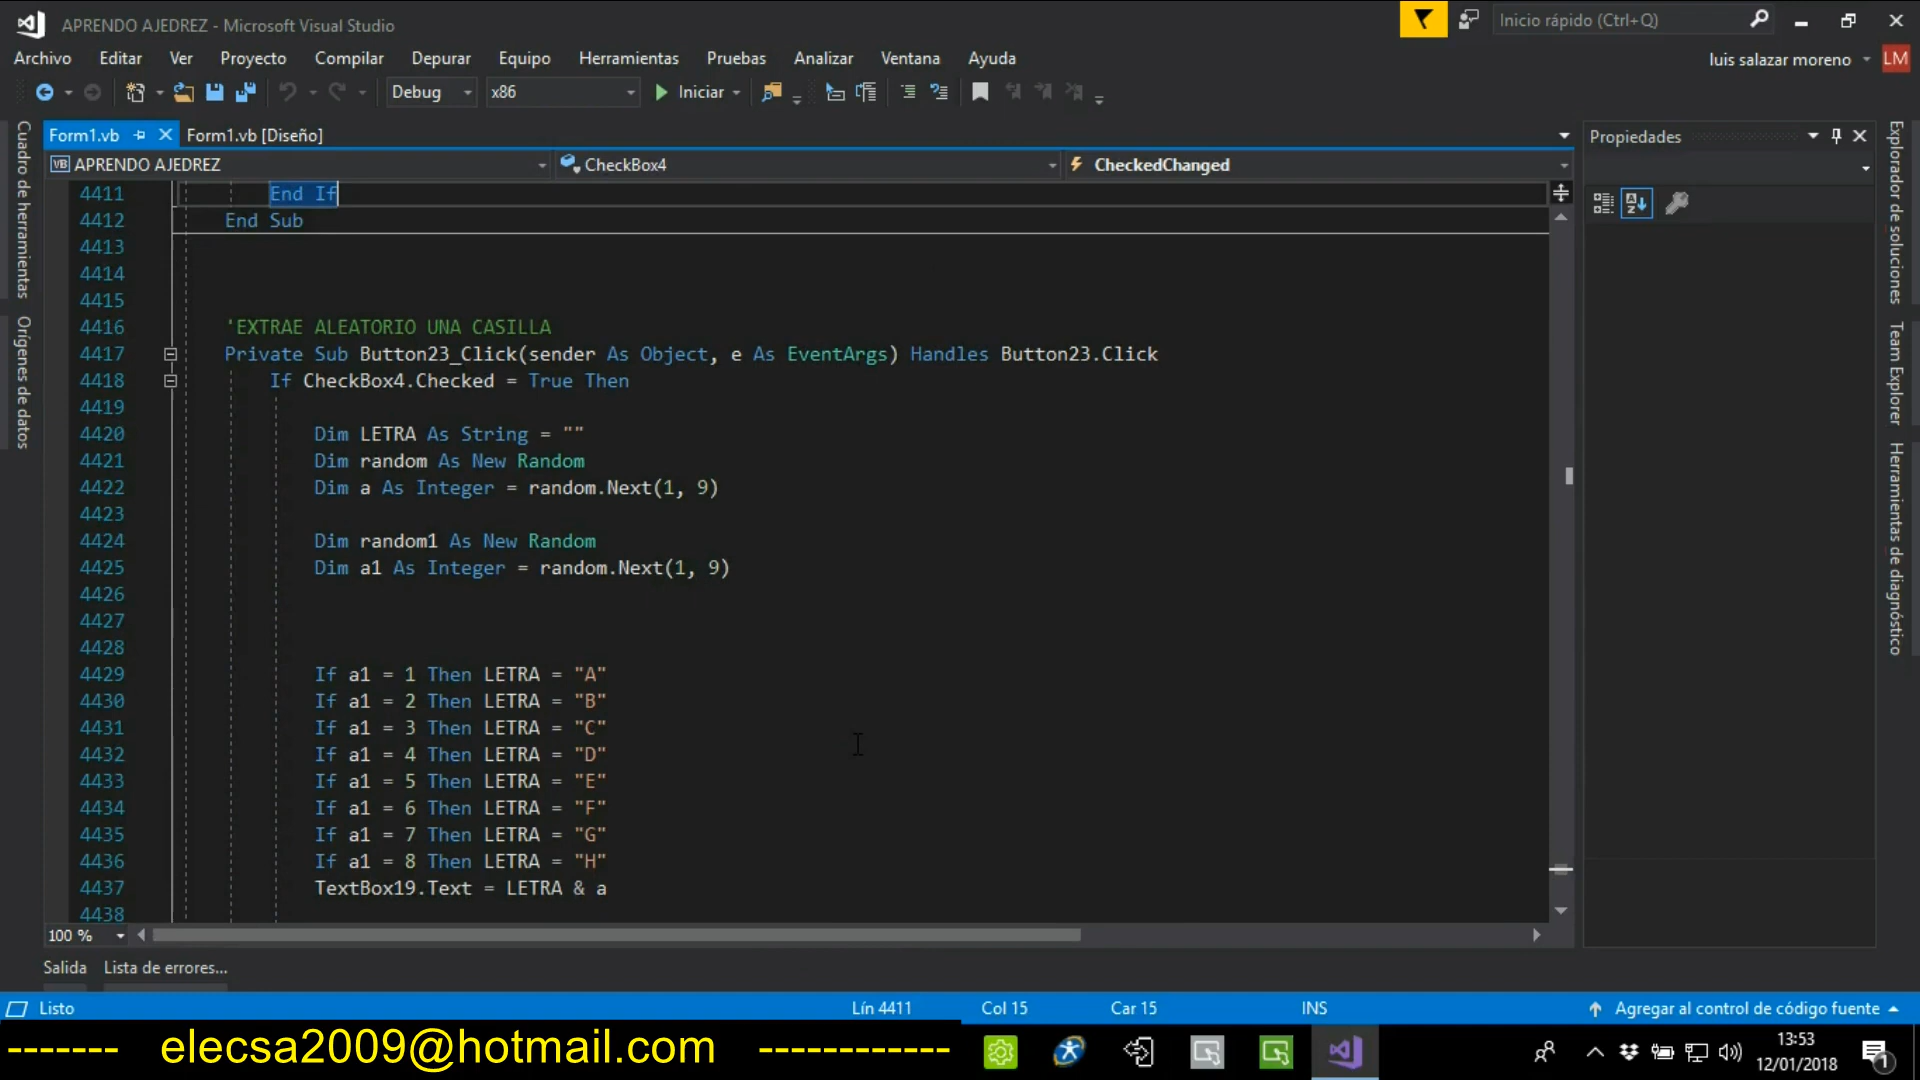 APRENDO AJEDREZ - Microsoft Visual Studio
Inicio rápido (Ctrl+Q)
Archivo Editar Ver Proyecto Compilar Depurar Equipo Herramientas Pruebas Analizar Ventana Ayuda
luis salazar moreno LM
Debug x86 Iniciar
Form1.vb Form1.vb [Diseño]
Propiedades
VB APRENDO AJEDREZ CheckBox4 CheckedChanged
Cuadro de herramientas
Orígenes de datos
4411 End If
4412 End Sub
4413
4414
4415
4416 'EXTRAE ALEATORIO UNA CASILLA
4417 Private Sub Button23_Click(sender As Object, e As EventArgs) Handles Button23.Click
4418 If CheckBox4.Checked = True Then
4419
4420 Dim LETRA As String = ""
4421 Dim random As New Random
4422 Dim a As Integer = random.Next(1, 9)
4423
4424 Dim random1 As New Random
4425 Dim a1 As Integer = random.Next(1, 9)
4426
4427
4428
4429 If a1 = 1 Then LETRA = "A"
4430 If a1 = 2 Then LETRA = "B"
4431 If a1 = 3 Then LETRA = "C"
4432 If a1 = 4 Then LETRA = "D"
4433 If a1 = 5 Then LETRA = "E"
4434 If a1 = 6 Then LETRA = "F"
4435 If a1 = 7 Then LETRA = "G"
4436 If a1 = 8 Then LETRA = "H"
4437 TextBox19.Text = LETRA & a
4438
Explorador de soluciones
Team Explorer
Herramientas de diagnóstico
100 %
Salida Lista de errores...
Listo Lín 4411 Col 15 Car 15 INS Agregar al control de código fuente
------- elecsa2009@hotmail.com ------------
13:53
12/01/2018
1